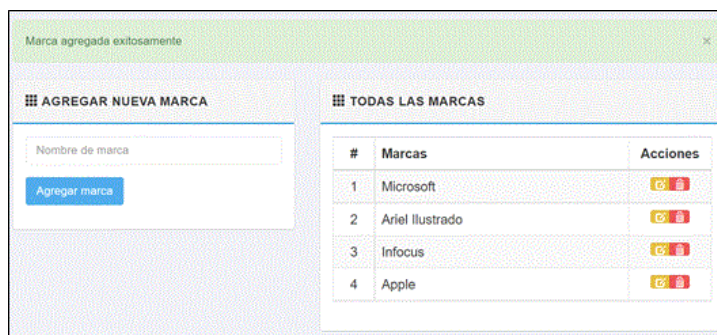 Marca agregada exitosamente ×
AGREGAR NUEVA MARCA
Nombre de marca
Agregar marca
TODAS LAS MARCAS
# Marcas Acciones
1 Microsoft
2 Ariel Ilustrado
3 Infocus
4 Apple